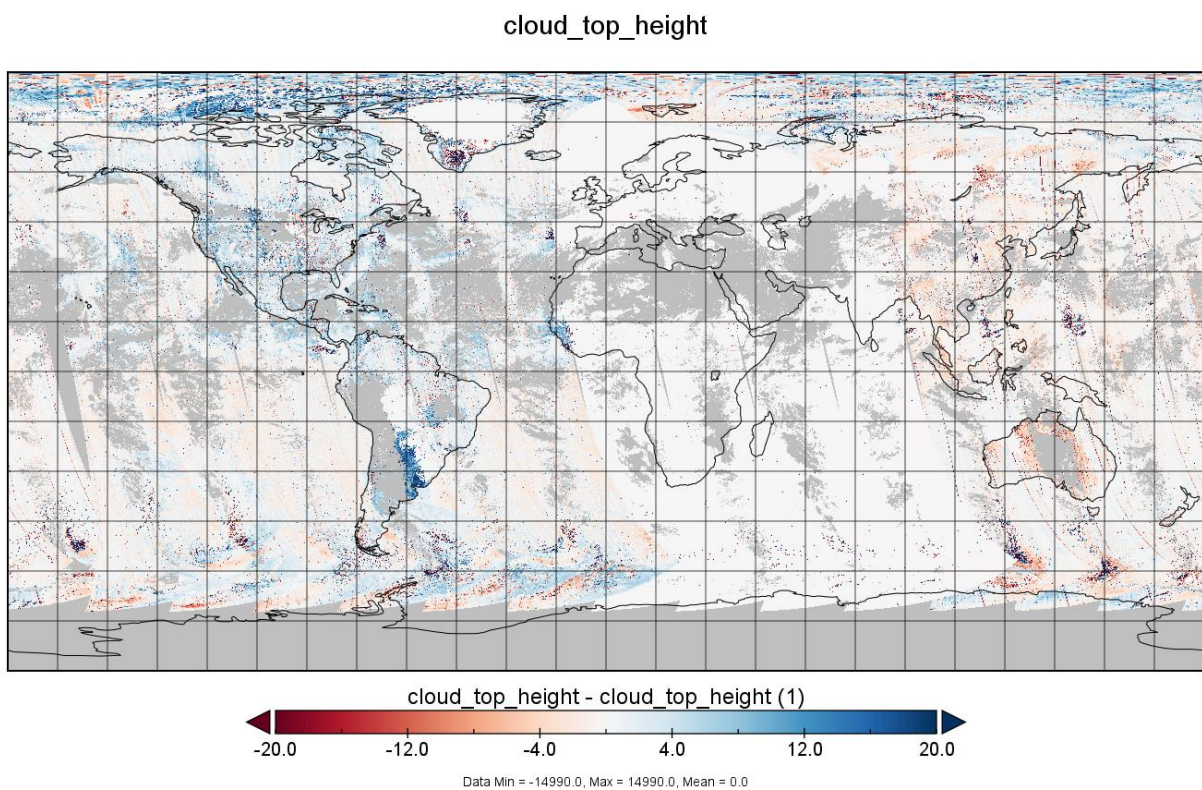 cloud_top_height
cloud_top_height - cloud_top_height (1)
-20.0 -12.0 -4.0 4.0 12.0 20.0
Data Min = -14990.0, Max = 14990.0, Mean = 0.0